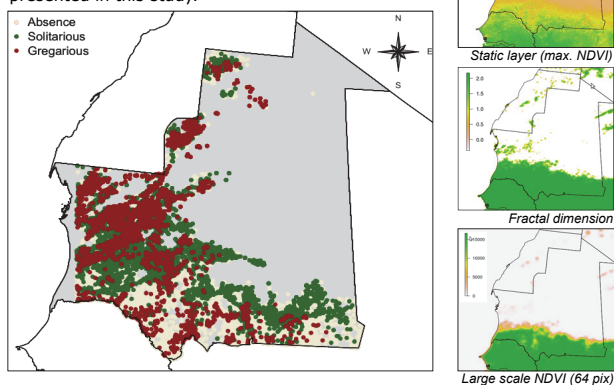 presented in this study.
Absence
Solitarious
Gregarious
N
W
E
S
Static layer (max. NDVI)
2.0
1.5
1.0
0.5
0.0
Fractal dimension
10000
5000
0
Large scale NDVI (64 pix)